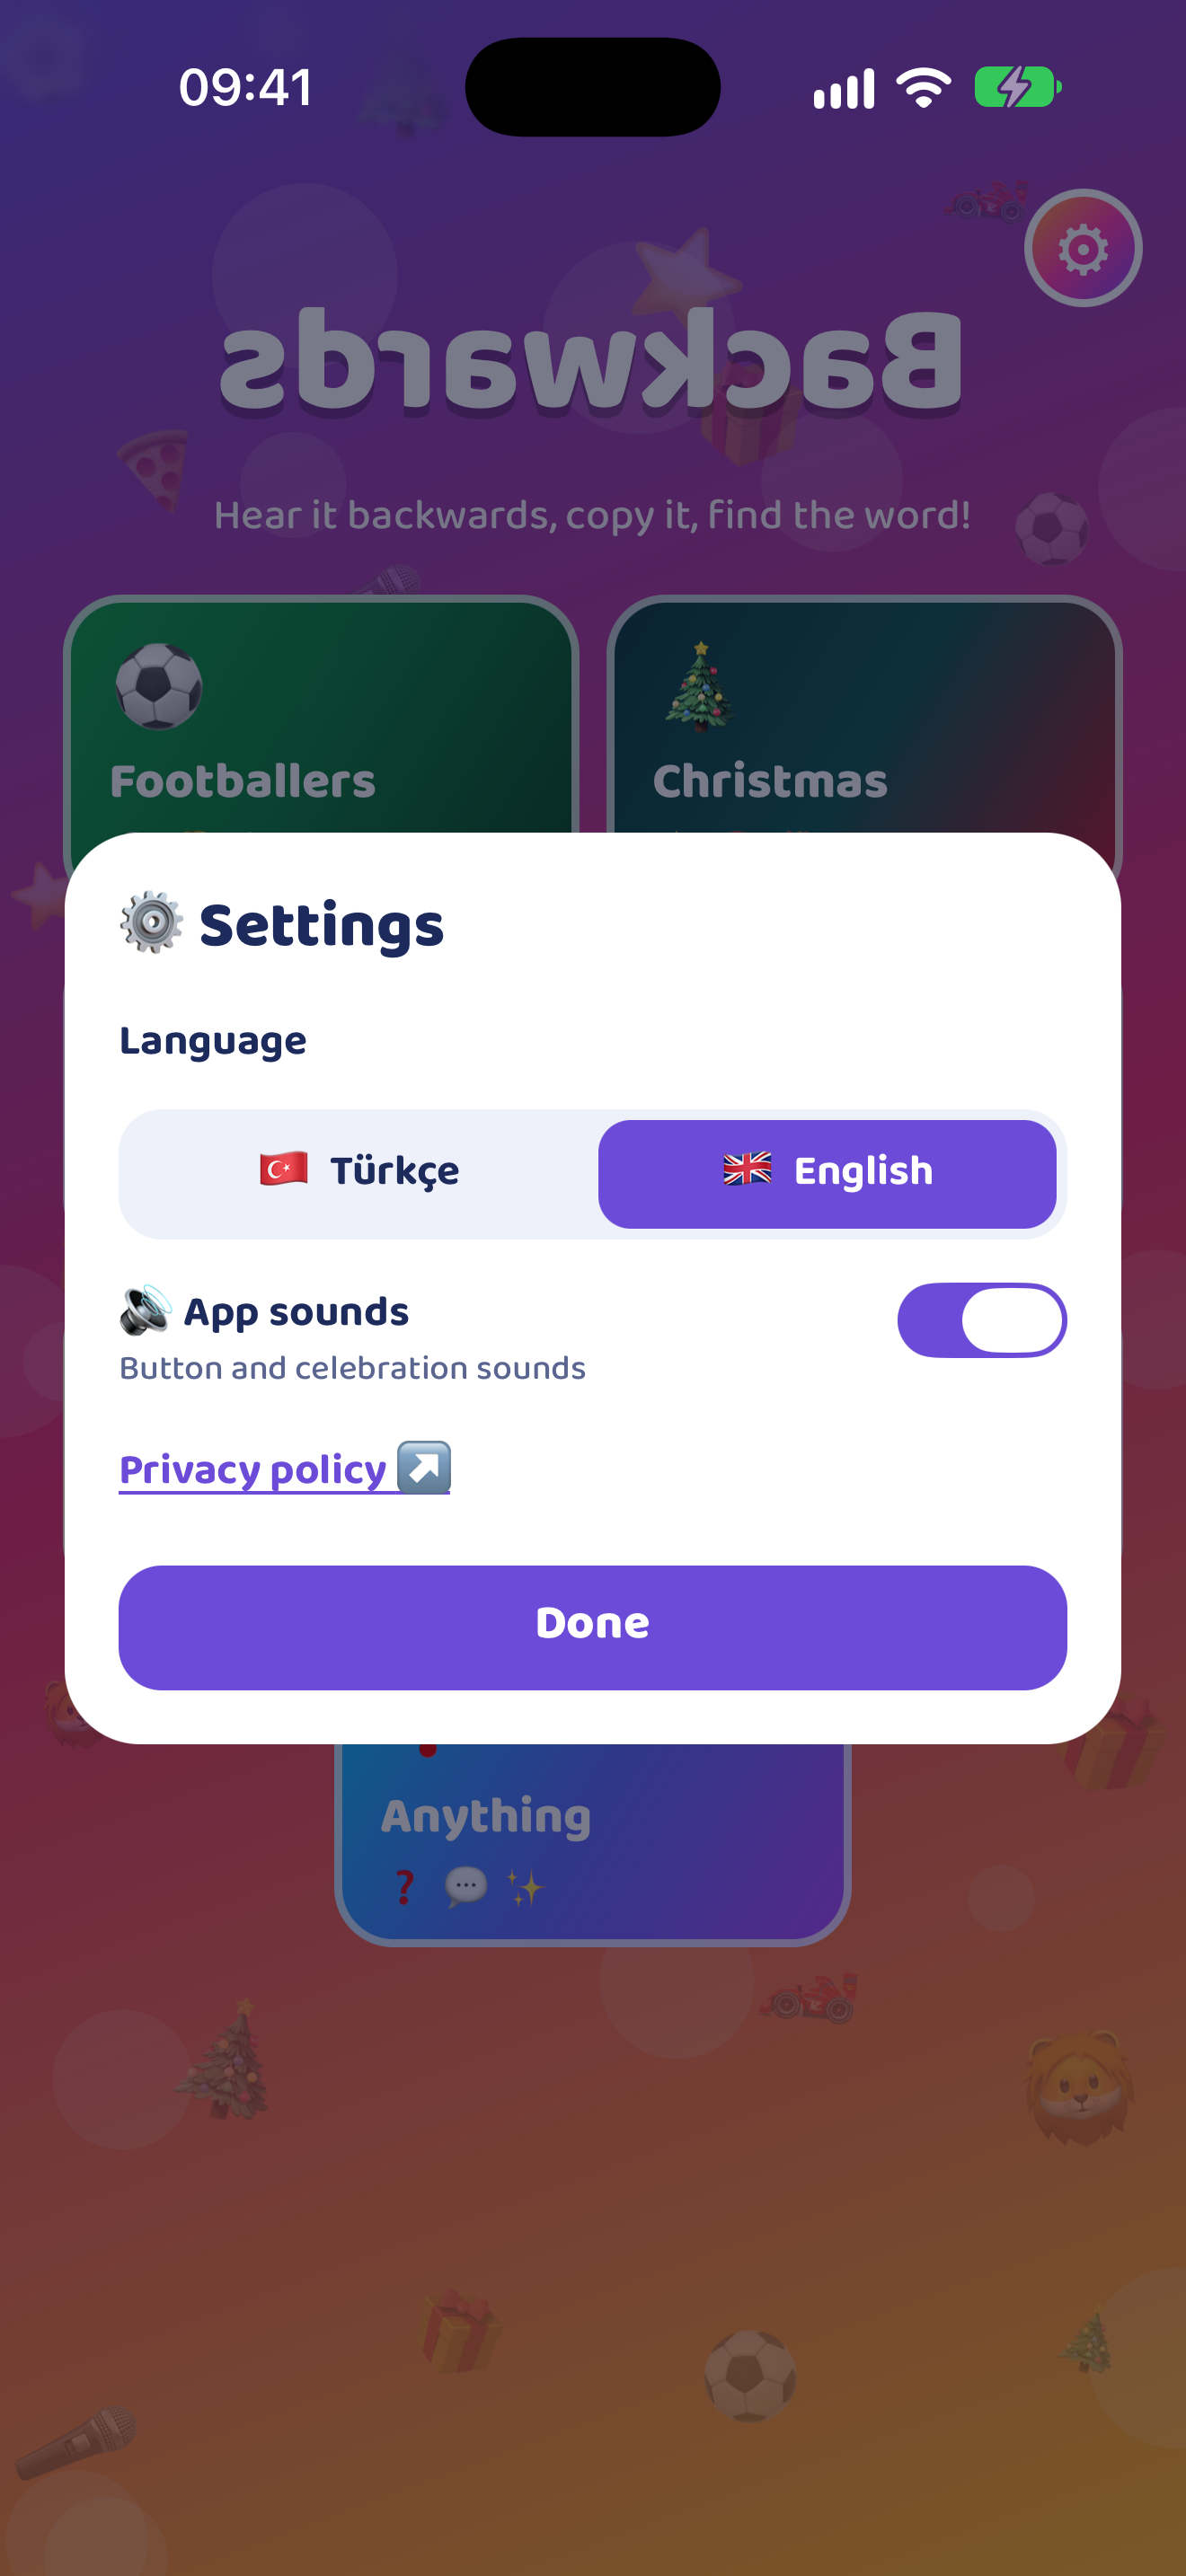 09:41
Backwards
Hear it backwards, copy it, find the word!
Footballers
Christmas
Settings
Language
Türkçe
English
App sounds
Button and celebration sounds
Privacy policy
Done
Anything